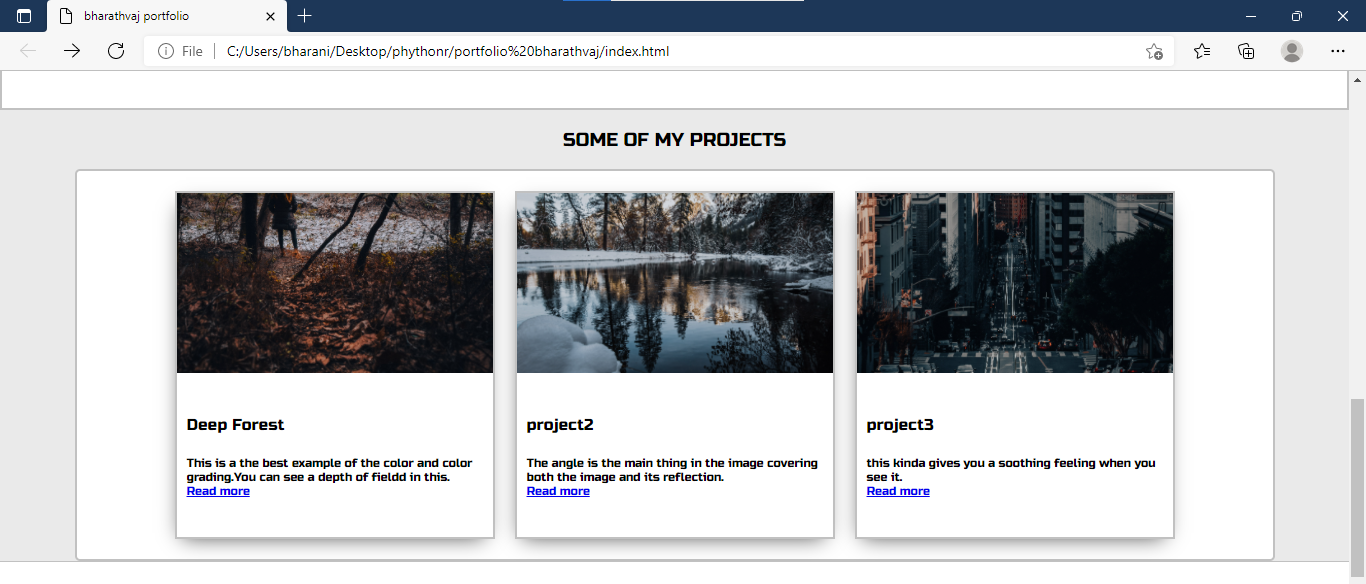 bharathvaj portfolio
File C:/Users/bharani/Desktop/phythonr/portfolio%20bharathvaj/index.html
SOME OF MY PROJECTS
Deep Forest
This is a the best example of the color and color
grading.You can see a depth of fieldd in this.
Read more
project2
The angle is the main thing in the image covering
both the image and its reflection.
Read more
project3
this kinda gives you a soothing feeling when you
see it.
Read more